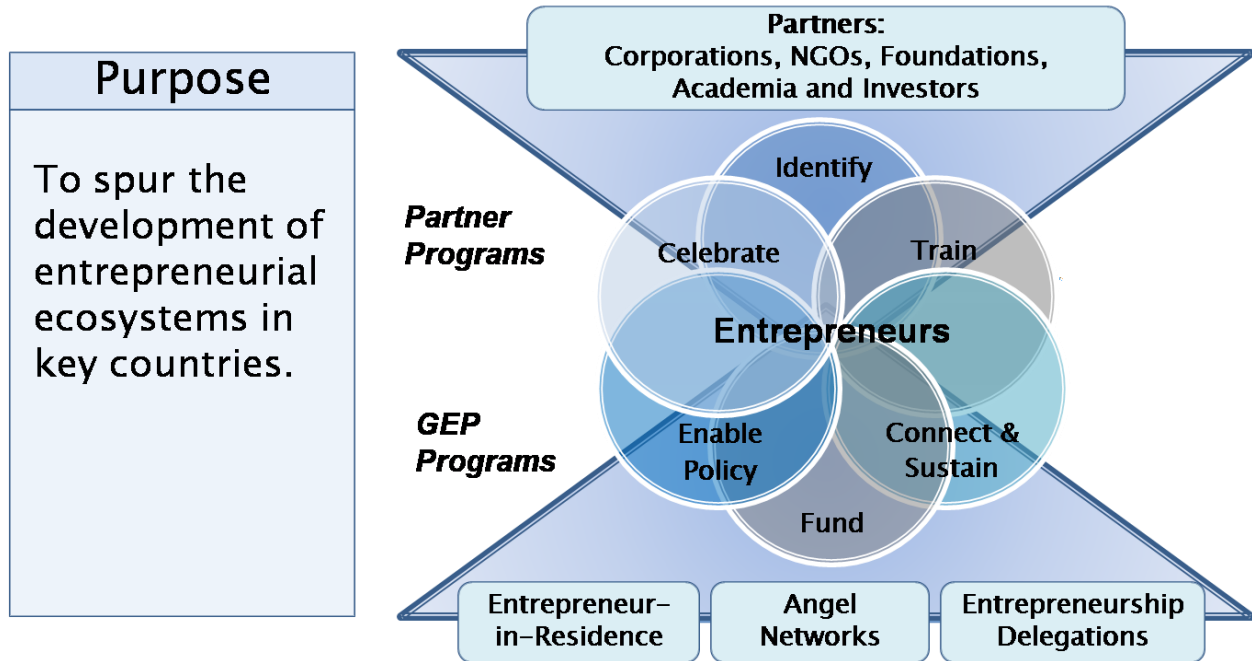 Purpose
To spur the
development of
entrepreneurial
ecosystems in
key countries.
Partners:
Corporations, NGOs, Foundations,
Academia and Investors
Identify
Partner
Programs
Celebrate
Train
Entrepreneurs
GEP
Programs
Enable
Policy
Connect &
Sustain
Fund
Entrepreneur-
in-Residence
Angel
Networks
Entrepreneurship
Delegations